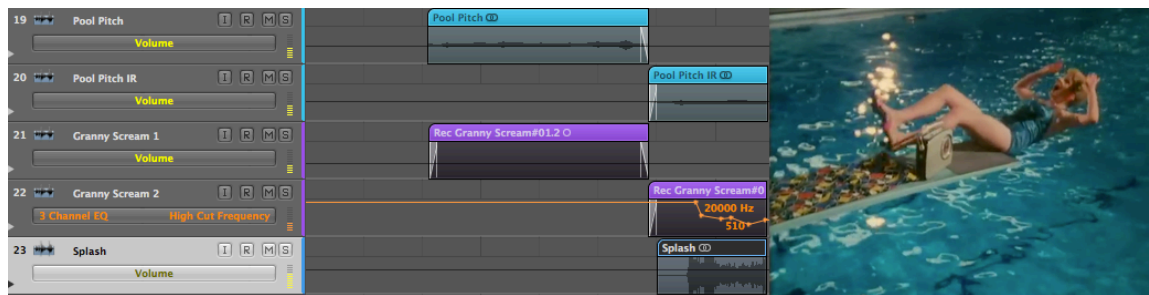 19 Pool Pitch I R M S Pool Pitch
Volume
20 Pool Pitch IR I R M S Pool Pitch IR
Volume
21 Granny Scream 1 I R M S Rec Granny Scream#01.2
Volume
22 Granny Scream 2 I R M S Rec Granny Scream#0
3 Channel EQ High Cut Frequency 20000 Hz
510
23 Splash I R M S Splash
Volume